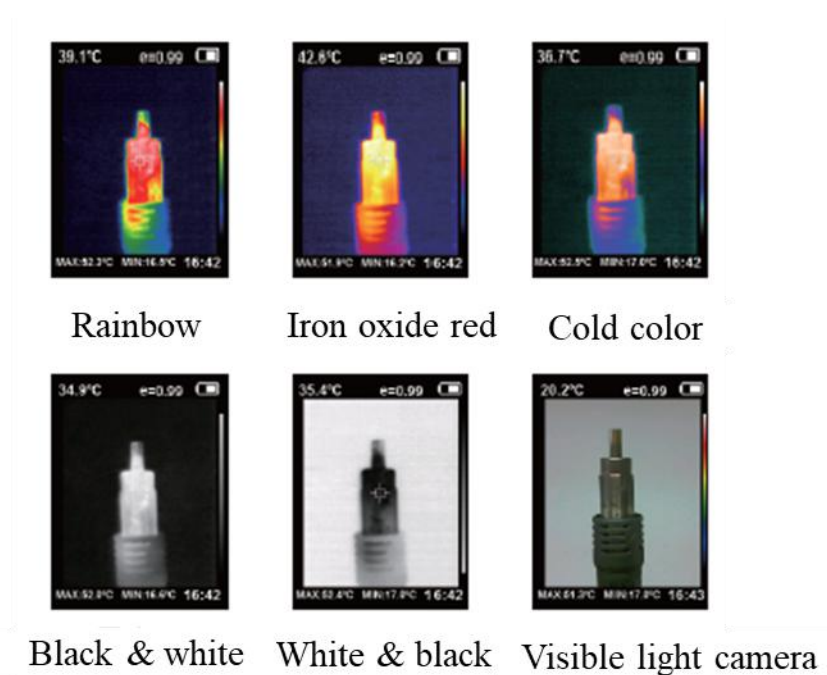 39.1°C e=0.99
42.6°C e=0.99
36.7°C e=0.99
MAX:52.3°C MIN:16.5°C 16:42
MAX:51.9°C MIN:16.2°C 16:42
MAX:52.5°C MIN:17.0°C 16:42
Rainbow
Iron oxide red
Cold color
34.9°C e=0.99
35.4°C e=0.99
20.2°C e=0.99
MAX:52.0°C MIN:16.6°C 16:42
MAX:52.4°C MIN:17.0°C 16:42
MAX:51.3°C MIN:17.0°C 16:43
Black & white
White & black
Visible light camera